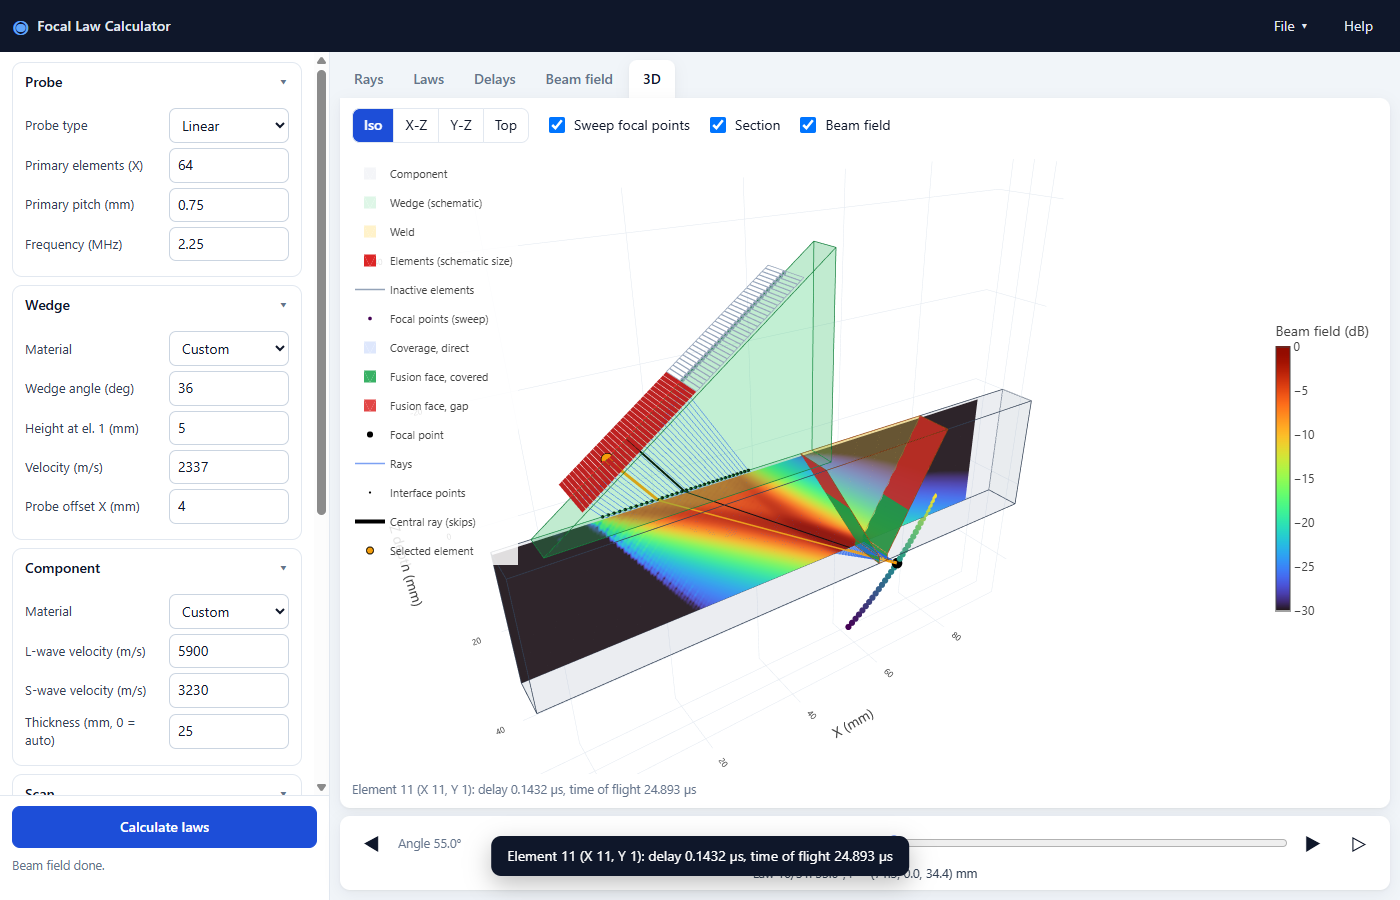 Focal Law Calculator
File ▼
Help
Probe
Probe type
Linear
Primary elements (X)
64
Primary pitch (mm)
0.75
Frequency (MHz)
2.25
Wedge
Material
Custom
Wedge angle (deg)
36
Height at el. 1 (mm)
5
Velocity (m/s)
2337
Probe offset X (mm)
4
Component
Material
Custom
L-wave velocity (m/s)
5900
S-wave velocity (m/s)
3230
Thickness (mm, 0 =
auto)
25
Scan
Calculate laws
Beam field done.
Rays
Laws
Delays
Beam field
3D
Iso
X-Z
Y-Z
Top
Sweep focal points
Section
Beam field
Component
Wedge (schematic)
Weld
Elements (schematic size)
Inactive elements
Focal points (sweep)
Coverage, direct
Fusion face, covered
Fusion face, gap
Focal point
Rays
Interface points
Central ray (skips)
Selected element
(mm)
20
40
20
40
60
80
X (mm)
Beam field (dB)
0
−5
−10
−15
−20
−25
−30
Element 11 (X 11, Y 1): delay 0.1432 µs, time of flight 24.893 µs
Angle 55.0°
Element 11 (X 11, Y 1): delay 0.1432 µs, time of flight 24.893 µs
0.0, 34.4) mm